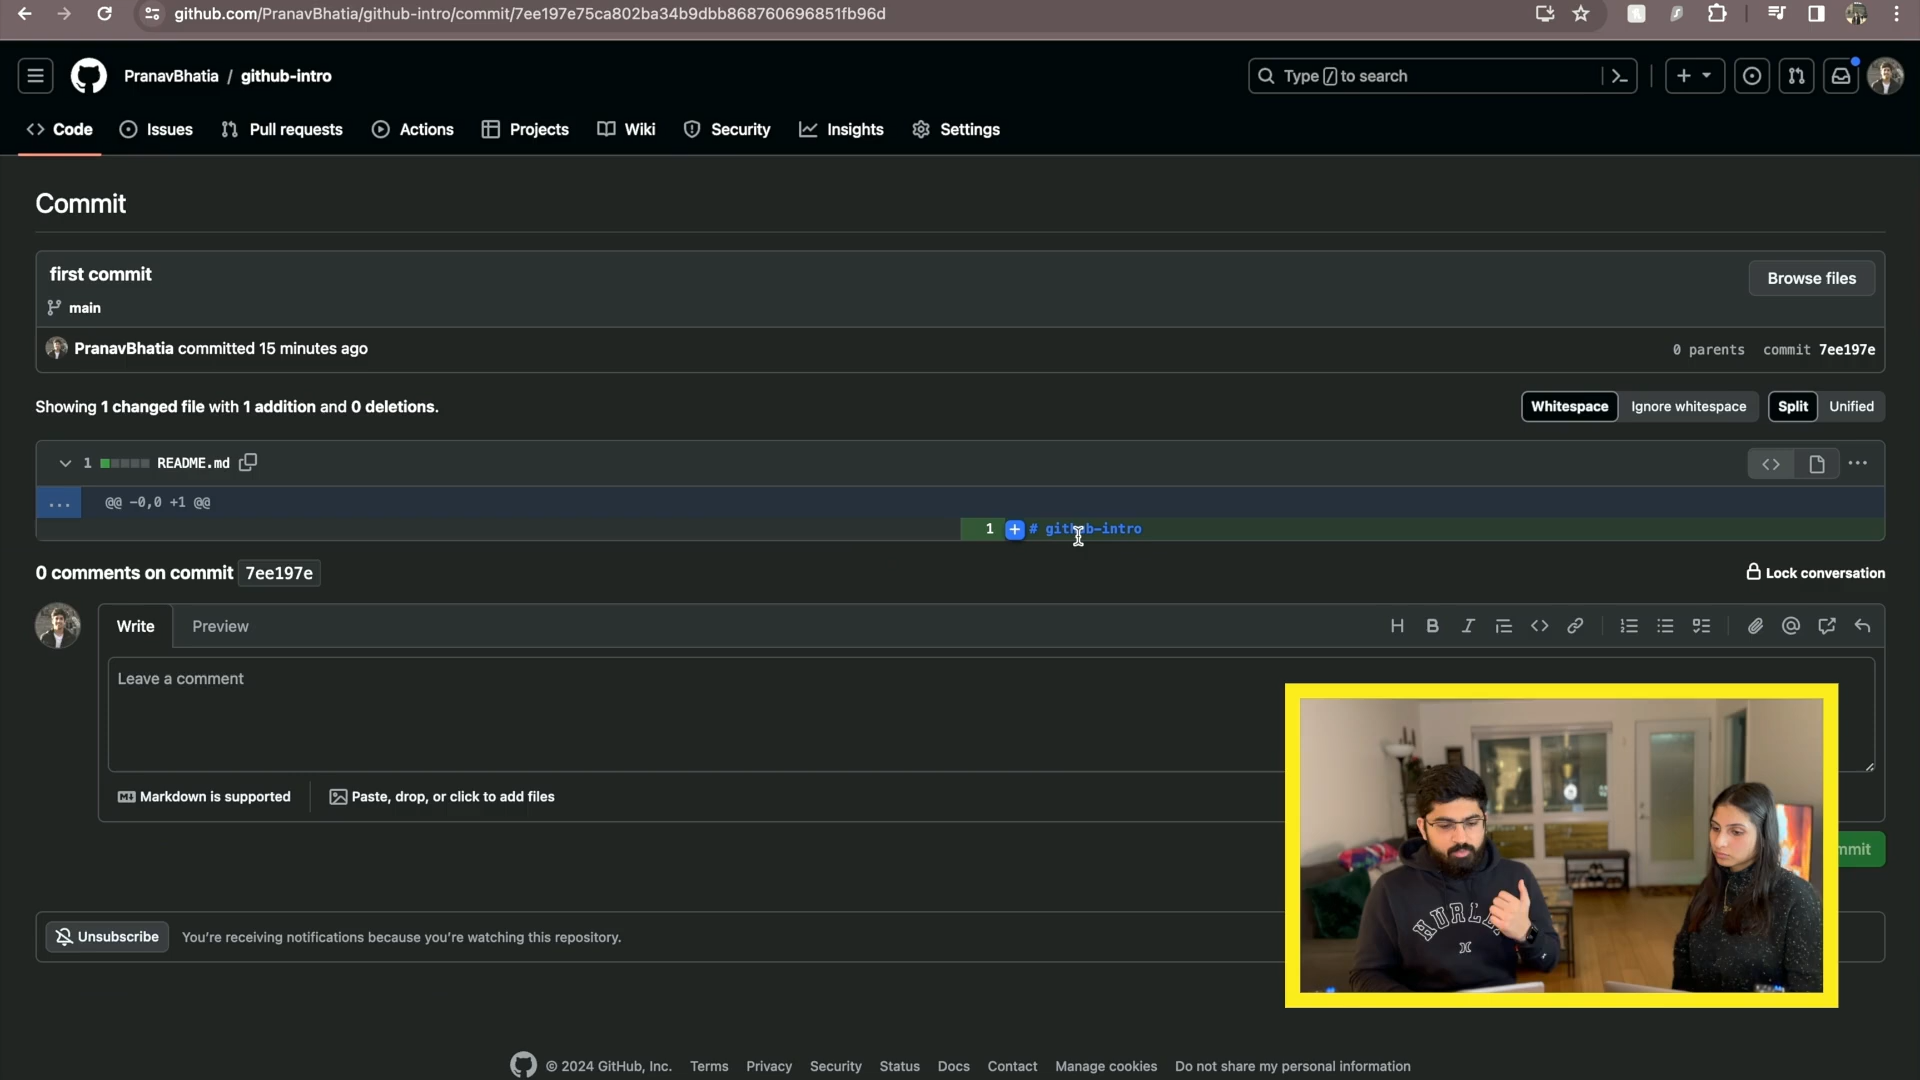 github.com/PranavBhatia/github-intro/commit/7ee197e75ca802ba34b9dbb868760696851fb96d
PranavBhatia / github-intro
Type / to search
Code Issues Pull requests Actions Projects Wiki Security Insights Settings
Commit
first commit
Browse files
main
PranavBhatia committed 15 minutes ago
0 parents commit 7ee197e
Showing 1 changed file with 1 addition and 0 deletions.
Whitespace Ignore whitespace Split Unified
1 README.md
... @@ -0,0 +1 @@
1 + # github-intro
0 comments on commit 7ee197e
Lock conversation
Write Preview
Leave a comment
Markdown is supported
Paste, drop, or click to add files
mmit
HURLEY
Unsubscribe You're receiving notifications because you're watching this repository.
© 2024 GitHub, Inc. Terms Privacy Security Status Docs Contact Manage cookies Do not share my personal information